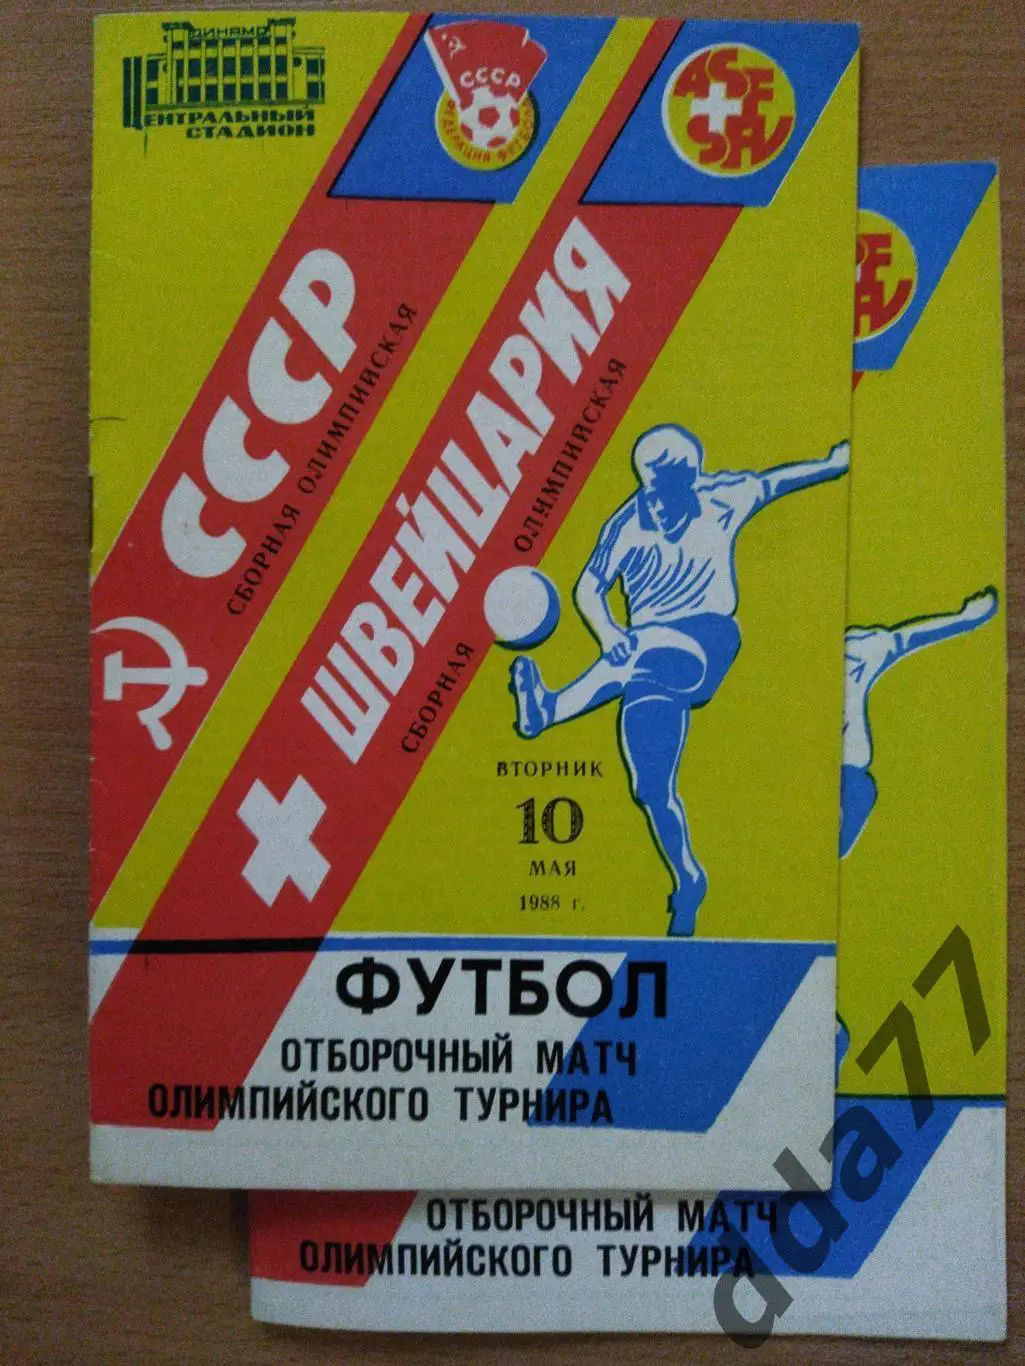 ДИНАМО
ЦЕНТРАЛЬНЫЙ
СТАДИОН
СССР
ФЕДЕРАЦИЯ ФУТБОЛА
ASF
SFV
СССР
СБОРНАЯ ОЛИМПИЙСКАЯ
ШВЕЙЦАРИЯ
СБОРНАЯ ОЛИМПИЙСКАЯ
ВТОРНИК
10
МАЯ
1988 г.
ФУТБОЛ
ОТБОРОЧНЫЙ МАТЧ
ОЛИМПИЙСКОГО ТУРНИРА
ОТБОРОЧНЫЙ МАТЧ
ОЛИМПИЙСКОГО ТУРНИРА
dda77